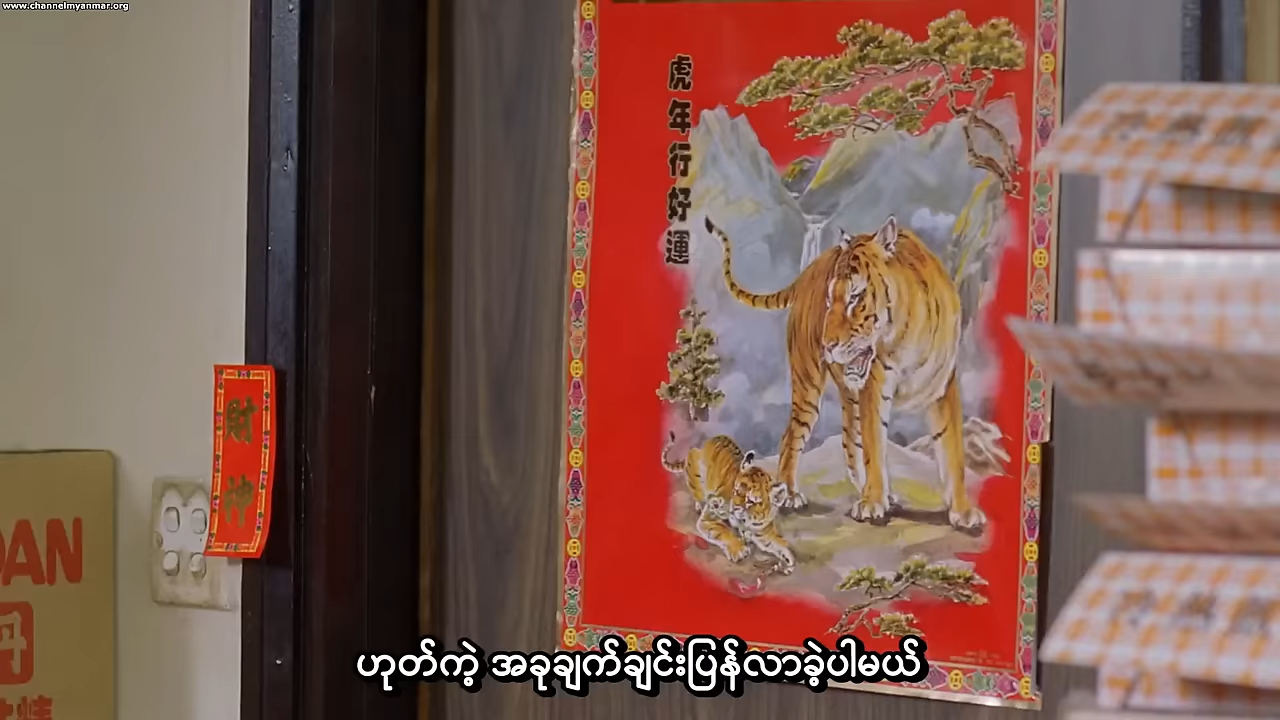 www.channelmyanmar.org
虎年行好運
財神
DAN
丹
ဟုတ်ကဲ့ အခုချက်ချင်းပြန်လာခဲ့ပါမယ်